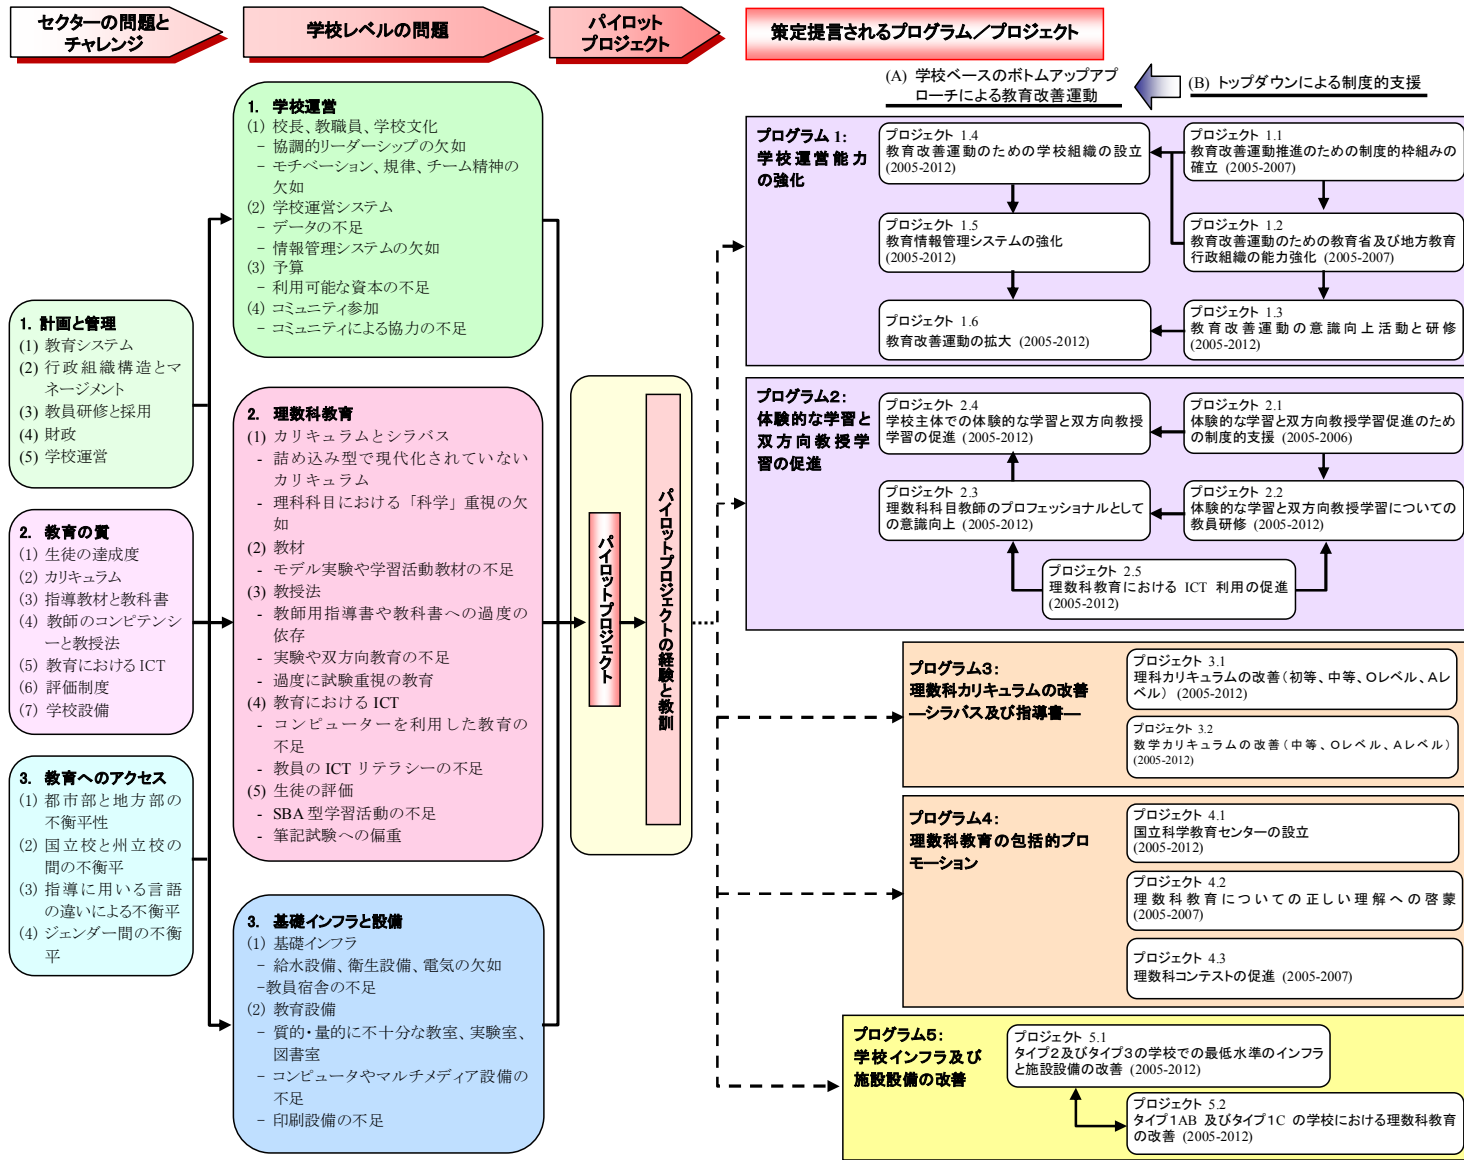 セクターの問題と
チャレンジ
学校レベルの問題
パイロット
プロジェクト
策定提言されるプログラム／プロジェクト
(A) 学校ベースのボトムアップアプ
ローチによる教育改善運動
(B) トップダウンによる制度的支援
1. 計画と管理
(1) 教育システム
(2) 行政組織構造とマ
ネージメント
(3) 教員研修と採用
(4) 財政
(5) 学校運営
2. 教育の質
(1) 生徒の達成度
(2) カリキュラム
(3) 指導教材と教科書
(4) 教師のコンピテンシ
ーと教授法
(5) 教育における ICT
(6) 評価制度
(7) 学校設備
3. 教育へのアクセス
(1) 都市部と地方部の
不衡平性
(2) 国立校と州立校の
間の不衡平
(3) 指導に用いる言語
の違いによる不衡平
(4) ジェンダー間の不衡
平
1. 学校運営
(1) 校長、教職員、学校文化
– 協調的リーダーシップの欠如
– モチベーション、規律、チーム精神の
欠如
(2) 学校運営システム
– データの不足
– 情報管理システムの欠如
(3) 予算
– 利用可能な資本の不足
(4) コミュニティ参加
– コミュニティによる協力の不足
2. 理数科教育
(1) カリキュラムとシラバス
- 詰め込み型で現代化されていない
カリキュラム
- 理科科目における「科学」重視の欠
如
(2) 教材
- モデル実験や学習活動教材の不足
(3) 教授法
- 教師用指導書や教科書への過度の
依存
- 実験や双方向教育の不足
- 過度に試験重視の教育
(4) 教育における ICT
- コンピューターを利用した教育の
不足
- 教員の ICT リテラシーの不足
(5) 生徒の評価
SBA 型学習活動の不足
- 筆記試験への偏重
3. 基礎インフラと設備
(1) 基礎インフラ
– 給水設備、衛生設備、電気の欠如
–教員宿舎の不足
(2) 教育設備
– 質的・量的に不十分な教室、実験室、
図書室
– コンピュータやマルチメディア設備の
不足
– 印刷設備の不足
パイロットプロジェクト
パイロットプロジェクトの経験と教訓
プログラム 1:
学校運営能力
の強化
プロジェクト 1.4
教育改善運動のための学校組織の設立
(2005-2012)
プロジェクト 1.1
教育改善運動推進のための制度的枠組みの
確立 (2005-2007)
プロジェクト 1.5
教育情報管理システムの強化
(2005-2012)
プロジェクト 1.2
教育改善運動のための教育省及び地方教育
行政組織の能力強化 (2005-2007)
プロジェクト 1.6
教育改善運動の拡大 (2005-2012)
プロジェクト 1.3
教育改善運動の意識向上活動と研修
(2005-2012)
プログラム2:
体験的な学習と
双方向教授学
習の促進
プロジェクト 2.4
学校主体での体験的な学習と双方向教授
学習の促進 (2005-2012)
プロジェクト 2.1
体験的な学習と双方向教授学習促進のため
の制度的支援 (2005-2006)
プロジェクト 2.3
理数科科目教師のプロフェッショナルとして
の意識向上 (2005-2012)
プロジェクト 2.2
体験的な学習と双方向教授学習についての
教員研修 (2005-2012)
プロジェクト 2.5
理数科教育における ICT 利用の促進
(2005-2012)
プログラム3:
理数科カリキュラムの改善
―シラバス及び指導書―
プロジェクト 3.1
理科カリキュラムの改善（初等、中等、Oレベル、Aレ
ベル） (2005-2012)
プロジェクト 3.2
数学カリキュラムの改善（中等、Oレベル、Aレベル）
(2005-2012)
プログラム4:
理数科教育の包括的プロ
モーション
プロジェクト 4.1
国立科学教育センターの設立
(2005-2012)
プロジェクト 4.2
理数科教育についての正しい理解への啓蒙
(2005-2007)
プロジェクト 4.3
理数科コンテストの促進 (2005-2007)
プログラム5:
学校インフラ及び
施設設備の改善
プロジェクト 5.1
タイプ2及びタイプ3の学校での最低水準のインフラ
と施設設備の改善 (2005-2012)
プロジェクト 5.2
タイプ1AB 及びタイプ1C の学校における理数科教育
の改善 (2005-2012)